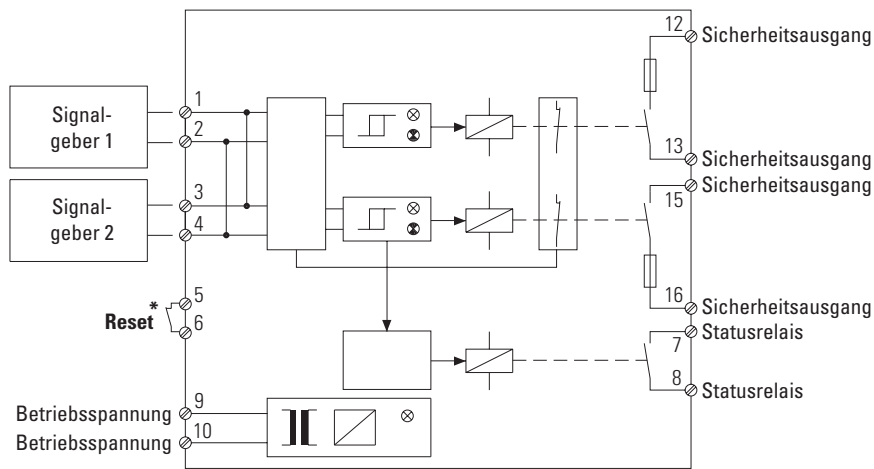 12
Sicherheitsausgang
Signal-
geber 1
1
2
13
Sicherheitsausgang
Sicherheitsausgang
15
Signal-
geber 2
3
4
16
Sicherheitsausgang
Statusrelais
7
8
Statusrelais
Reset*
5
6
Betriebsspannung
9
Betriebsspannung
10